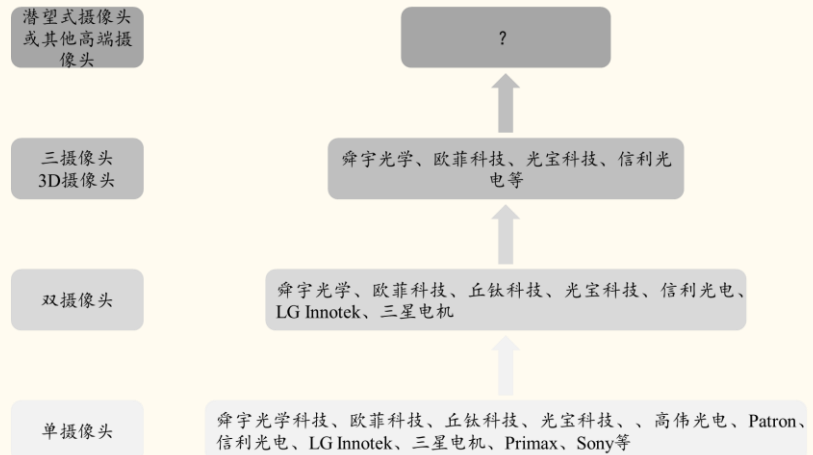 潜望式摄像头
或其他高端摄
像头
？
三摄像头
3D摄像头
舜宇光学、欧菲科技、光宝科技、信利光
电等
双摄像头
舜宇光学、欧菲科技、丘钛科技、光宝科技、信利光电、
LG Innotek、三星电机
单摄像头
舜宇光学科技、欧菲科技、丘钛科技、光宝科技、、高伟光电、Patron、
信利光电、LG Innotek、三星电机、Primax、Sony等